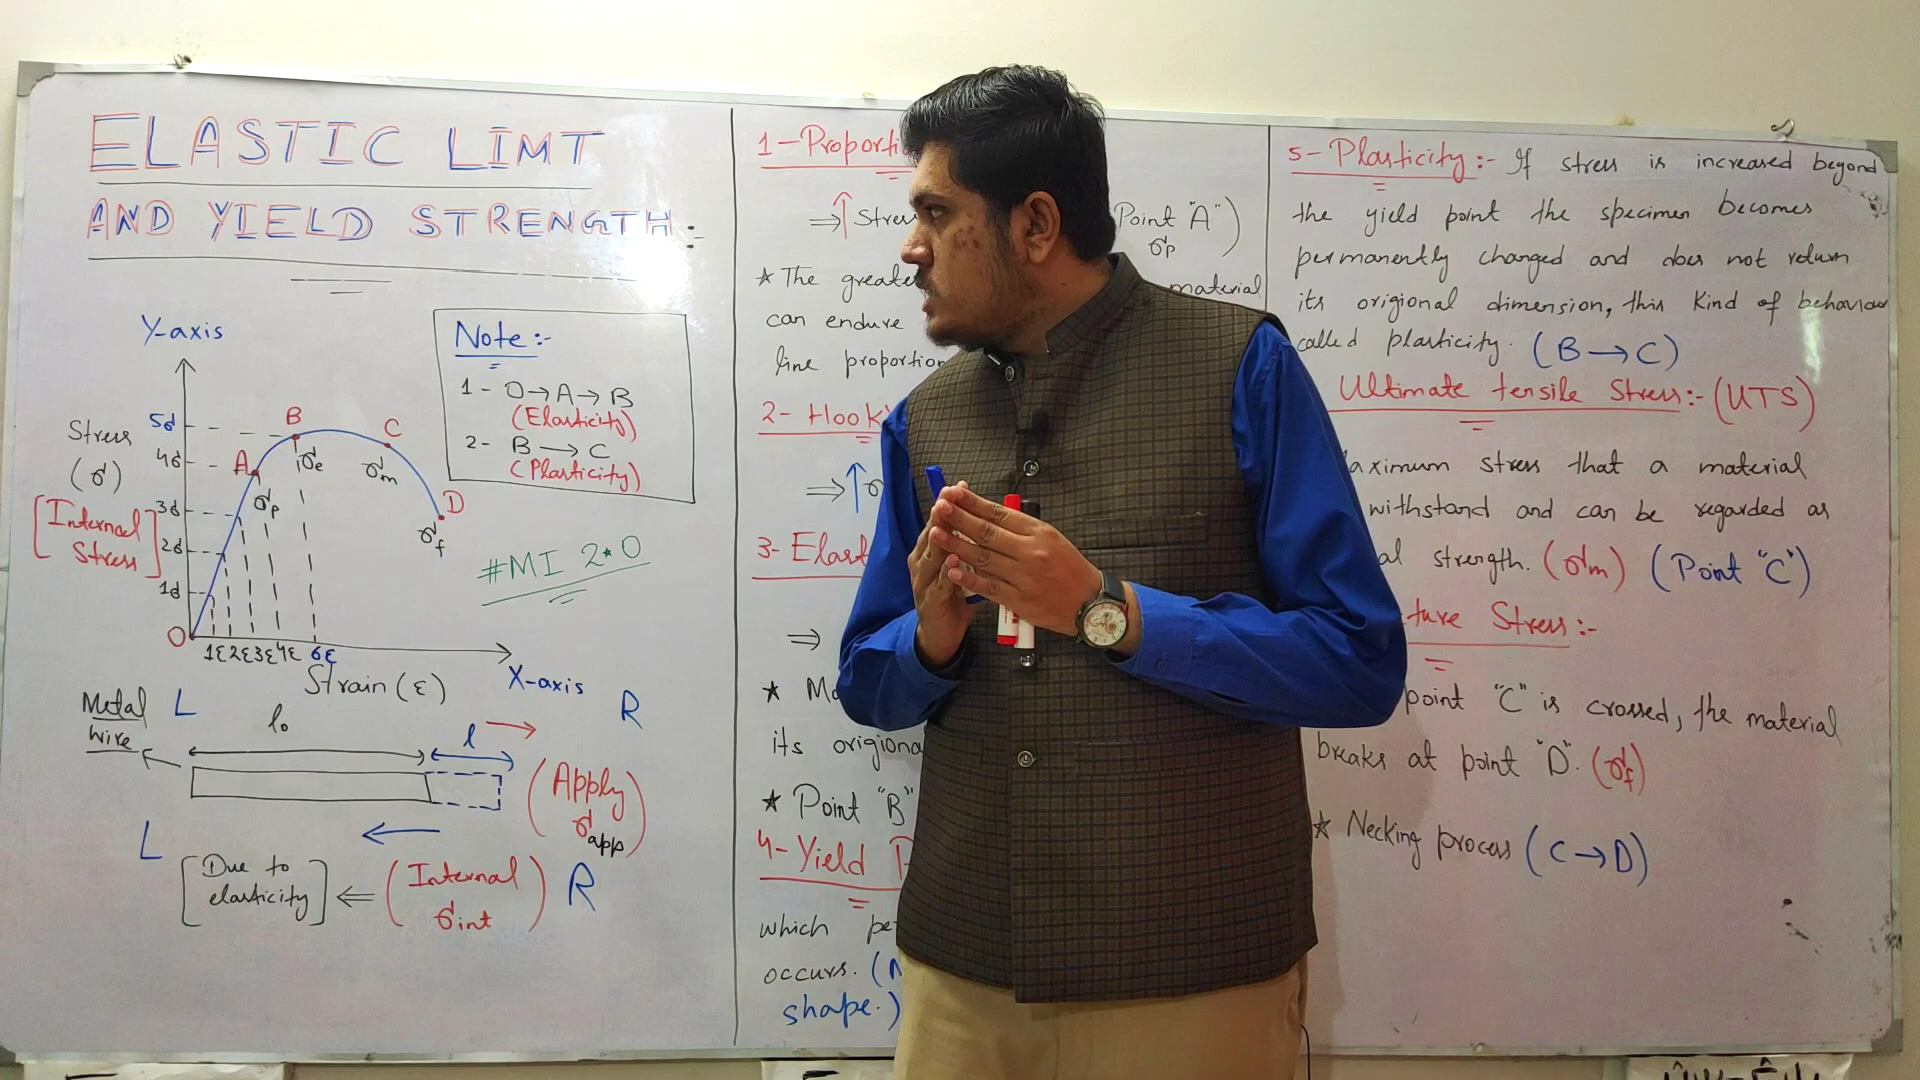 ELASTIC LIMT
AND YIELD STRENGTH:-
Y-axis
Stress
(σ)
[Internal
Stress]
5σ
4σ
3σ
2σ
1σ
O
A
B
C
D
σp
σe
σm
σf
1ε 2ε 3ε 4ε 6ε
Strain (ε)
X-axis
Note:-
1- O→A→B
(Elasticity)
2- B→C
(Plasticity)
#MI 2.0
Metal
wire
L
l₀
l
R
(Apply
σapp)
L
[Due to
elasticity]
⇐ (Internal
σint)
R
1-Proporti
⇒ ↑ Stres
Point "A")
σp
★ The greate
material
can endure
line proportion
2- Hook
⇒ ↑σ
3- Elast
⇒
★
its origiona
★ Point "B"
4- Yield
which pe
occurs. (
shape.)
5- Plasticity:- If stress is increased beyond
the yield point the specimen becomes
permanently changed and does not return
its origional dimension, this kind of behaviour
called plasticity. (B→C)
Ultimate tensile Stress:- (UTS)
aximum stress that a material
withstand and can be regarded as
al strength. (σm) (Point "C")
ture Stress:-
point "C" is crossed, the material
breaks at point "D". (σf)
★ Necking process (C→D)